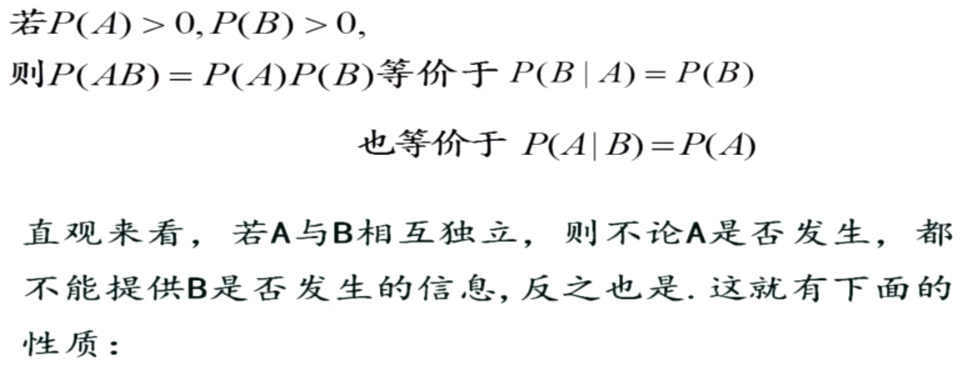 若P(A) > 0, P(B) > 0,
则P(AB) = P(A)P(B)等价于 P(B | A) = P(B)
也等价于 P(A | B) = P(A)
直观来看，若A与B相互独立，则不论A是否发生，都
不能提供B是否发生的信息,反之也是.这就有下面的
性质：